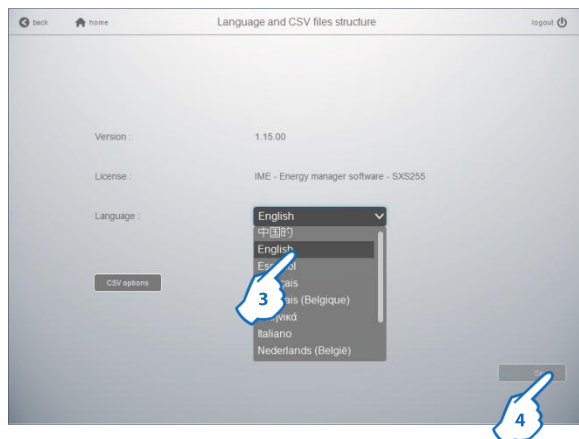 back home Language and CSV files structure logout
Version : 1.15.00
License : IME - Energy manager software - SXS255
Language : English
中国的
English
CSV options
3
Italiano
Nederlands (België)
4